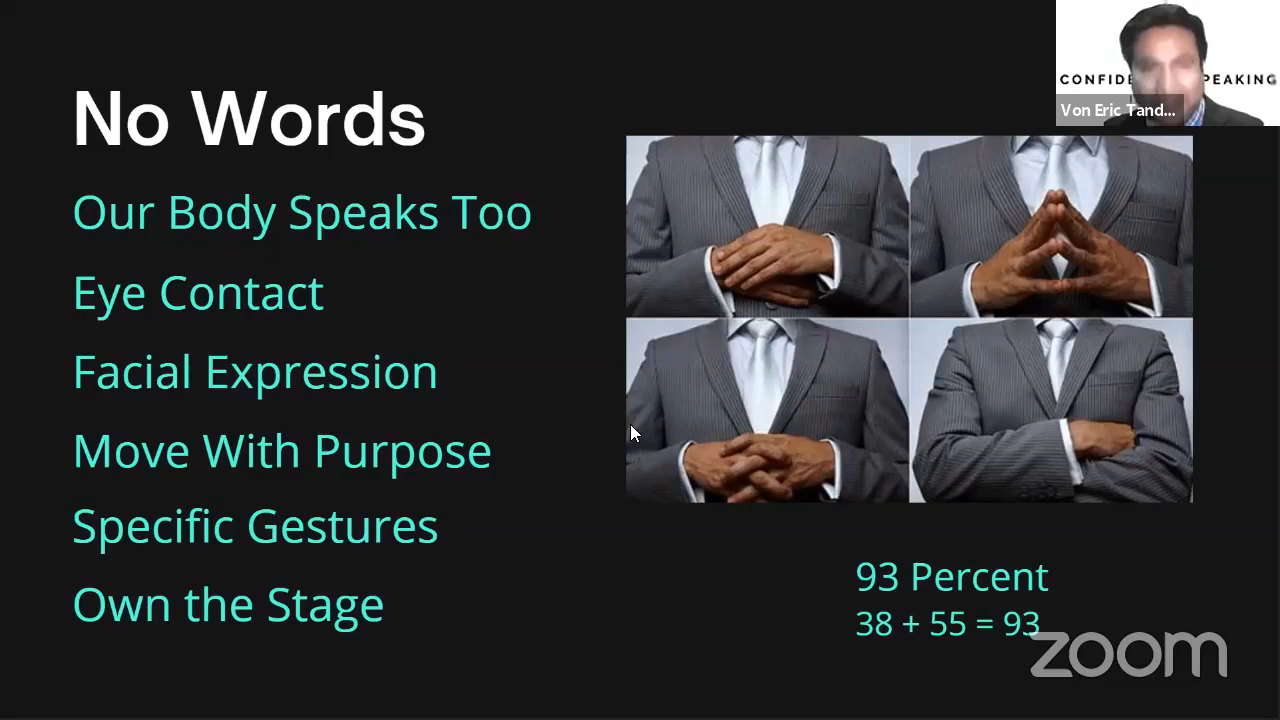 No Words
Our Body Speaks Too
Eye Contact
Facial Expression
Move With Purpose
Specific Gestures
Own the Stage
93 Percent
38 + 55 = 93
zoom
CONFIDE PEAKING
Von Eric Tand...